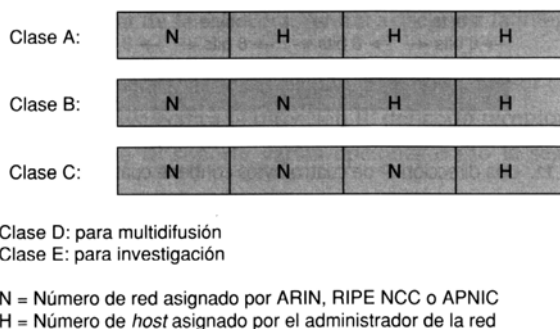 Clase A: N H H H
Clase B: N N H H
Clase C: N N N H
Clase D: para multidifusión
Clase E: para investigación
N = Número de red asignado por ARIN, RIPE NCC o APNIC
H = Número de host asignado por el administrador de la red